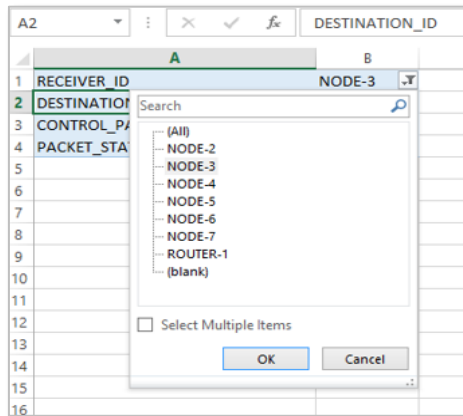 A2 fx DESTINATION_ID
A B
1 RECEIVER_ID NODE-3
2 DESTINATION
3 CONTROL_PA
4 PACKET_STA
5
6
7
8
9
10
11
12
13
14
15
16
Search
(All)
NODE-2
NODE-3
NODE-4
NODE-5
NODE-6
NODE-7
ROUTER-1
(blank)
Select Multiple Items
OK Cancel